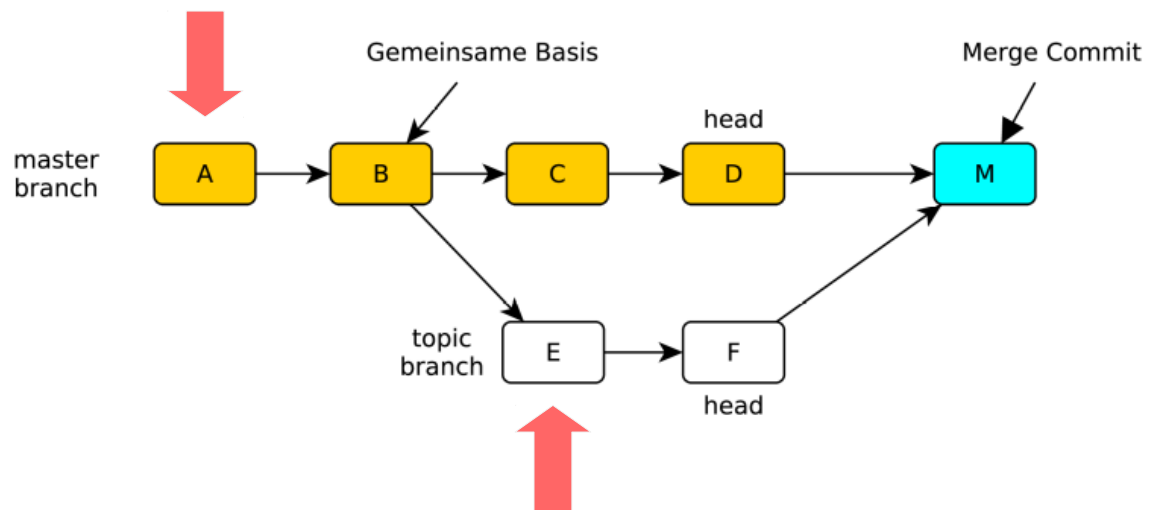 Gemeinsame Basis
Merge Commit
head
master
branch
A
B
C
D
M
topic
branch
E
F
head